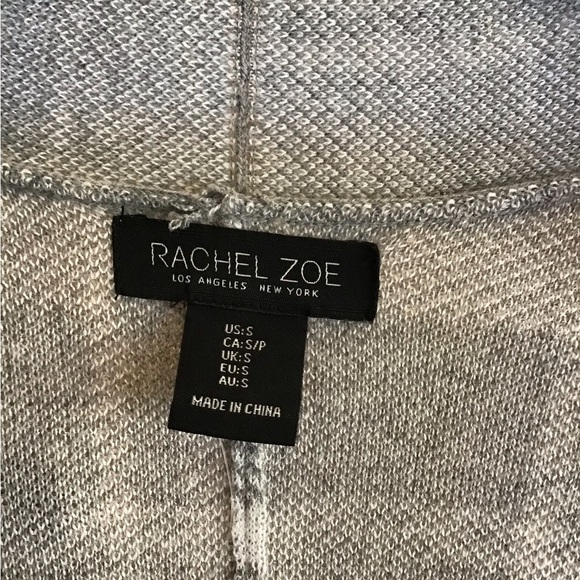 RACHEL ZOE
LOS ANGELES NEW YORK
US:S
CA:S/P
UK:S
EU:S
AU:S
MADE IN CHINA